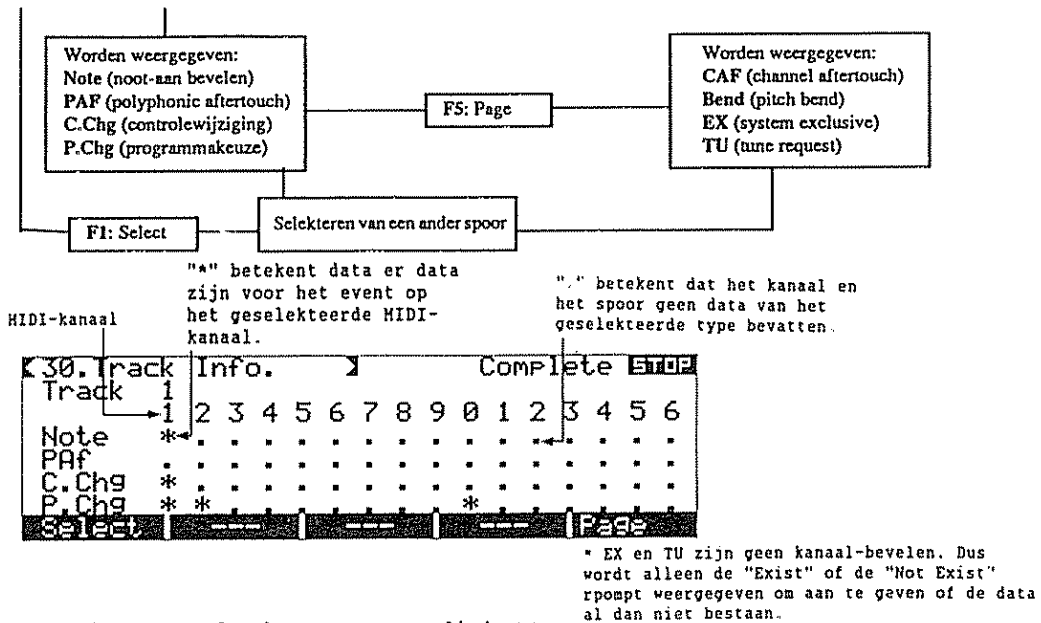 Worden weergegeven:
Note (noot-aan bevelen)
PAF (polyphonic aftertouch)
C.Chg (controlewijziging)
P.Chg (programmakeuze)
F5: Page
Worden weergegeven:
CAF (channel aftertouch)
Bend (pitch bend)
EX (system exclusive)
TU (tune request)
F1: Select
Selekteren van een ander spoor
"*" betekent data er data
zijn voor het event op
het geselekteerde MIDI-
kanaal.
"." betekent dat het kanaal en
het spoor geen data van het
geselekteerde type bevatten.
MIDI-kanaal
30.Track Info. Complete STOP
Track 1
1 2 3 4 5 6 7 8 9 0 1 2 3 4 5 6
Note * . . . . . . . . . . . . . . .
PAf . . . . . . . . . . . . . . . .
C.Chg * . . . . . . . . . . . . . . .
P.Chg * * . . . . . . . * . . . . . .
Select --- --- --- Page
* EX en TU zijn geen kanaal-bevelen. Dus
wordt alleen de "Exist" of de "Not Exist"
rpompt weergegeven om aan te geven of de data
al dan niet bestaan.